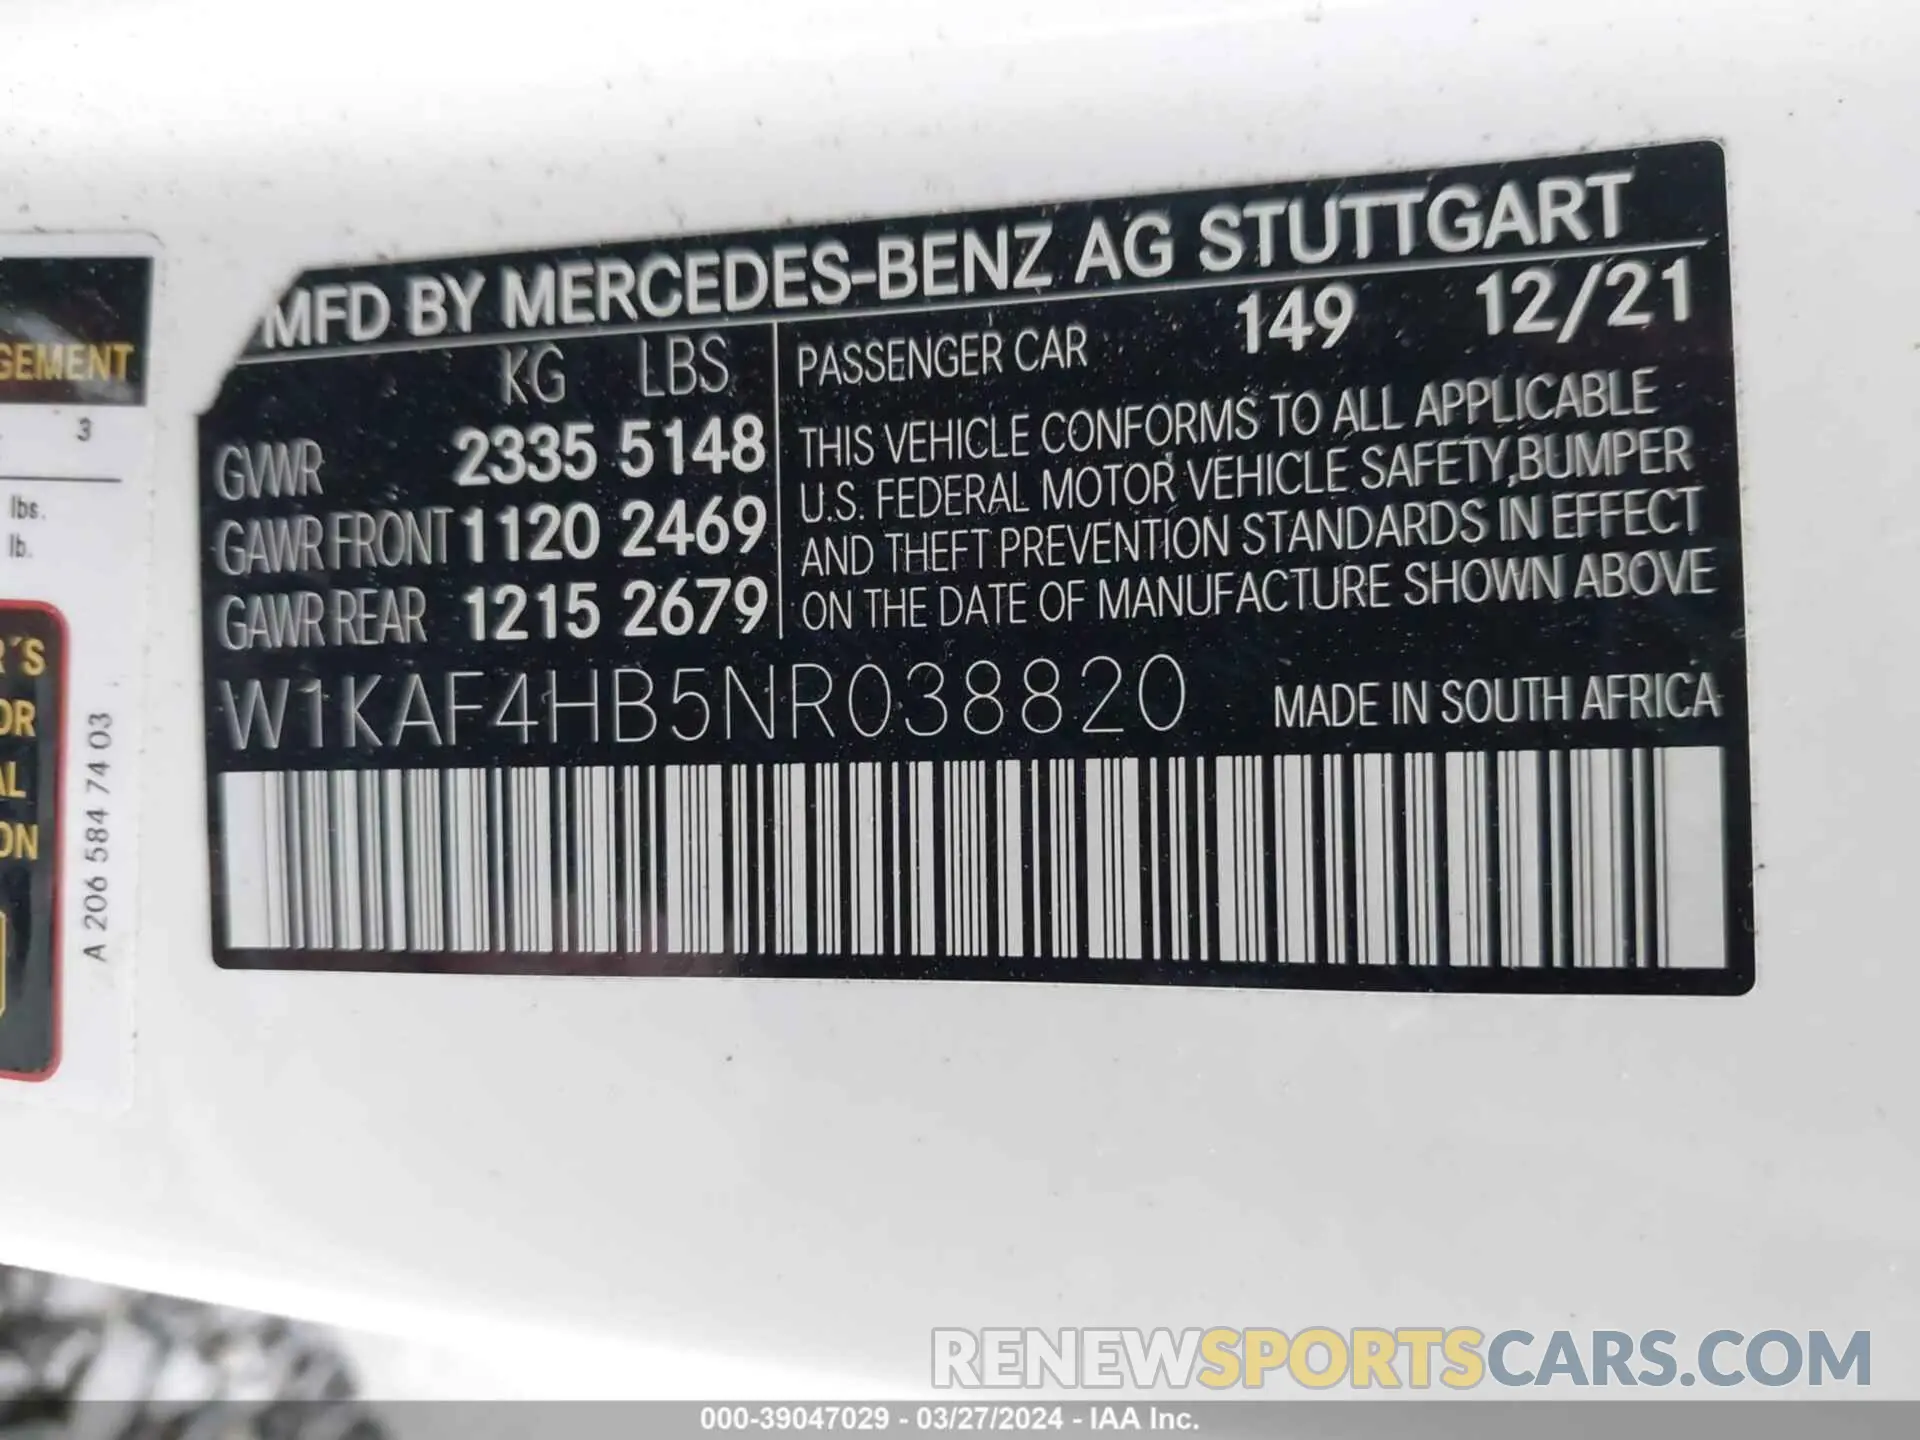 MFD BY MERCEDES-BENZ AG STUTTGART
KG LBS
GVWR 2335 5148
GAWR FRONT 1120 2469
GAWR REAR 1215 2679
PASSENGER CAR 149 12/21
THIS VEHICLE CONFORMS TO ALL APPLICABLE
U.S. FEDERAL MOTOR VEHICLE SAFETY,BUMPER
AND THEFT PREVENTION STANDARDS IN EFFECT
ON THE DATE OF MANUFACTURE SHOWN ABOVE
W1KAF4HB5NR038820 MADE IN SOUTH AFRICA
GEMENT
3
lbs.
lb.
R´S
OR
AL
ON
A 206 584 74 03
RENEWSPORTSCARS.COM
000-39047029 - 03/27/2024 - IAA Inc.